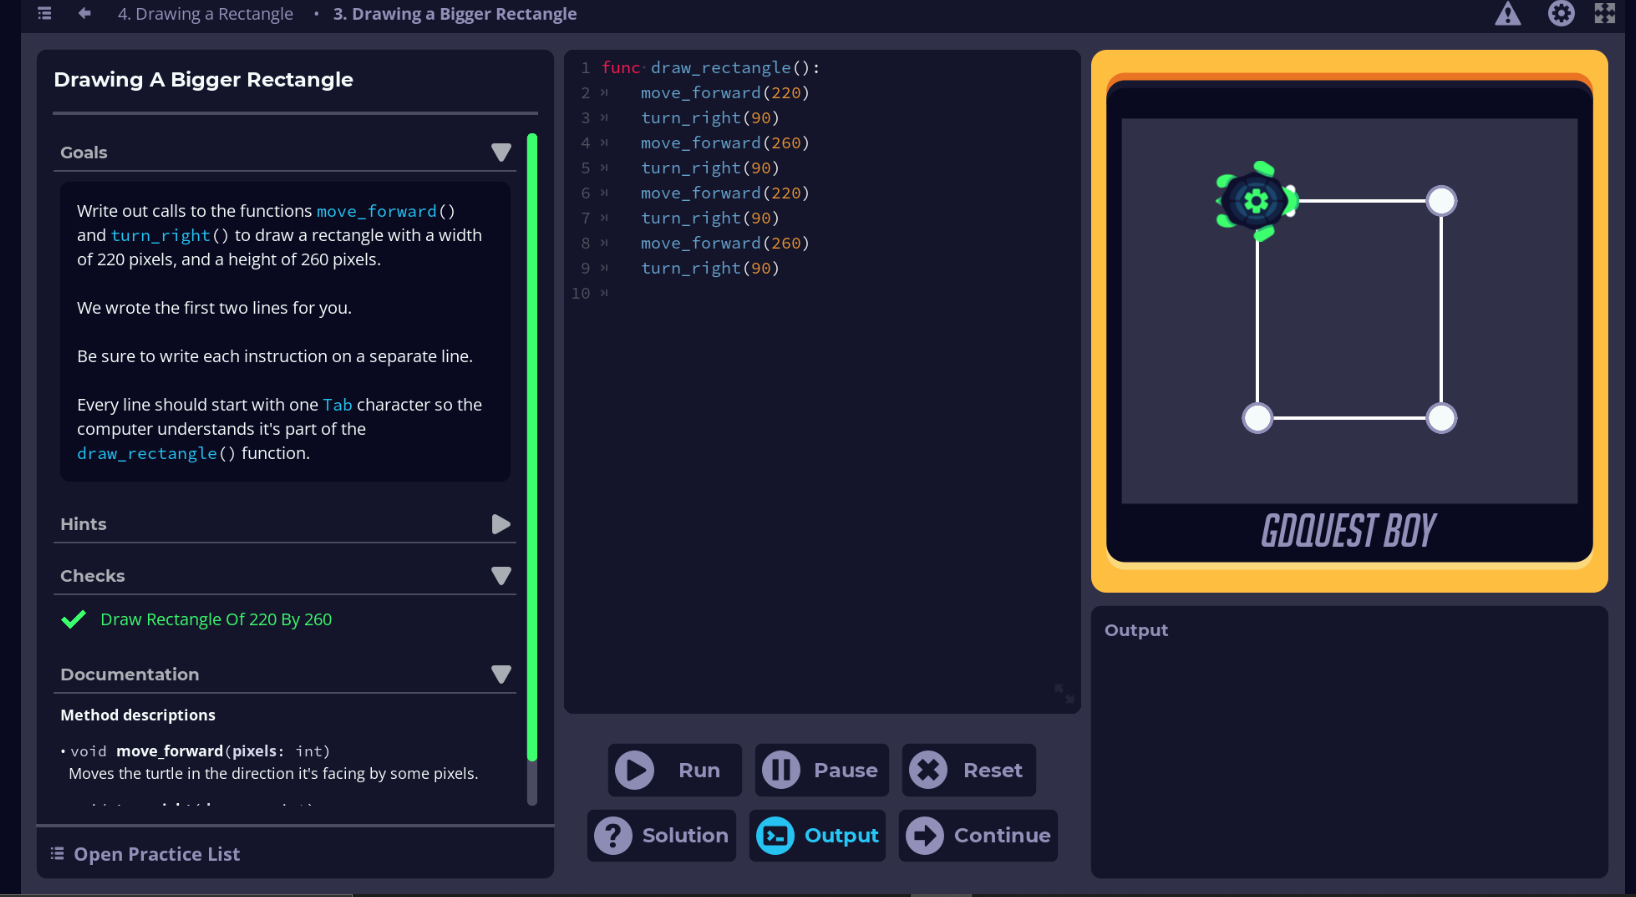 4. Drawing a Rectangle • 3. Drawing a Bigger Rectangle
Drawing A Bigger Rectangle
Goals
Write out calls to the functions move_forward()
and turn_right() to draw a rectangle with a width
of 220 pixels, and a height of 260 pixels.
We wrote the first two lines for you.
Be sure to write each instruction on a separate line.
Every line should start with one Tab character so the
computer understands it's part of the
draw_rectangle() function.
Hints
Checks
Draw Rectangle Of 220 By 260
Documentation
Method descriptions
• void move_forward(pixels: int)
Moves the turtle in the direction it's facing by some pixels.
Open Practice List
1 func draw_rectangle():
2 move_forward(220)
3 turn_right(90)
4 move_forward(260)
5 turn_right(90)
6 move_forward(220)
7 turn_right(90)
8 move_forward(260)
9 turn_right(90)
10
Run Pause Reset
Solution Output Continue
GDQUEST BOY
Output